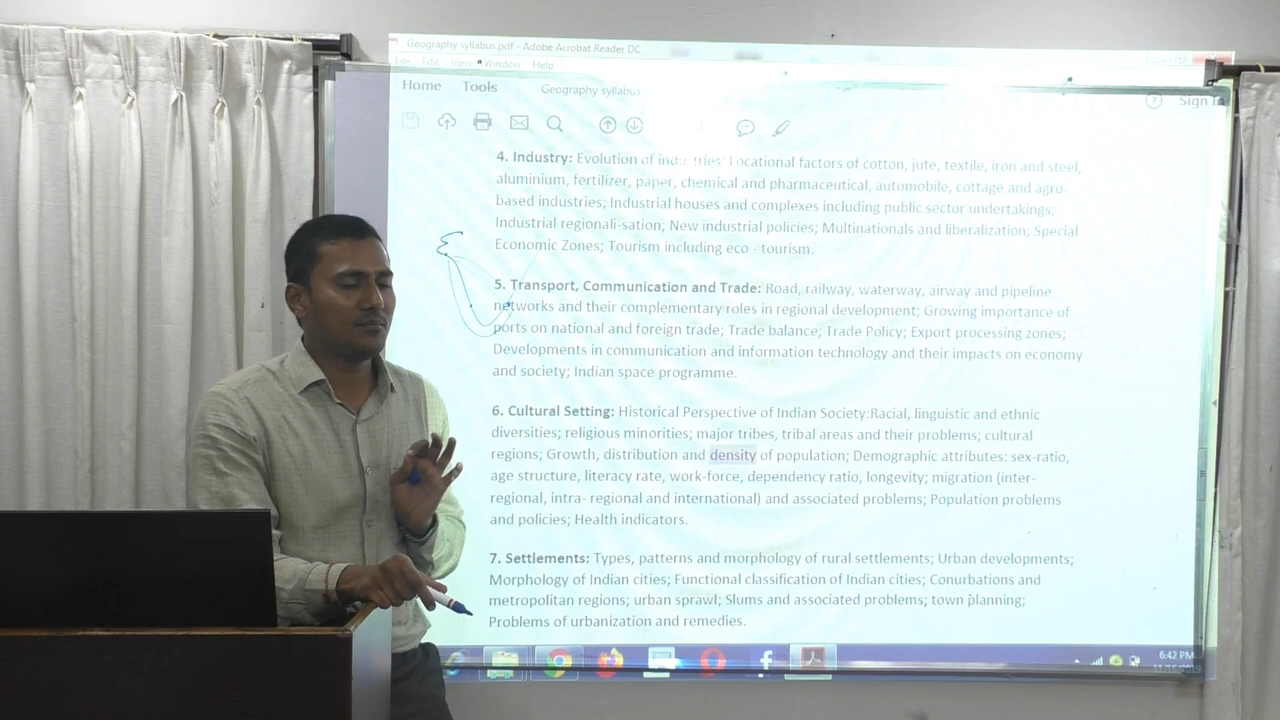 Geography syllabus.pdf - Adobe Acrobat Reader DC
File Edit View Window Help
Home Tools Geography syllabus Sign In
4. Industry: Evolution of industries; Locational factors of cotton, jute, textile, iron and steel,
aluminium, fertilizer, paper, chemical and pharmaceutical, automobile, cottage and agro-
based industries; Industrial houses and complexes including public sector undertakings;
Industrial regionali-sation; New industrial policies; Multinationals and liberalization; Special
Economic Zones; Tourism including eco - tourism.
5. Transport, Communication and Trade: Road, railway, waterway, airway and pipeline
networks and their complementary roles in regional development; Growing importance of
ports on national and foreign trade; Trade balance; Trade Policy; Export processing zones;
Developments in communication and information technology and their impacts on economy
and society; Indian space programme.
6. Cultural Setting: Historical Perspective of Indian Society:Racial, linguistic and ethnic
diversities; religious minorities; major tribes, tribal areas and their problems; cultural
regions; Growth, distribution and density of population; Demographic attributes: sex-ratio,
age structure, literacy rate, work-force, dependency ratio, longevity; migration (inter-
regional, intra- regional and international) and associated problems; Population problems
and policies; Health indicators.
7. Settlements: Types, patterns and morphology of rural settlements; Urban developments;
Morphology of Indian cities; Functional classification of Indian cities; Conurbations and
metropolitan regions; urban sprawl; Slums and associated problems; town planning;
Problems of urbanization and remedies.
6:42 PM